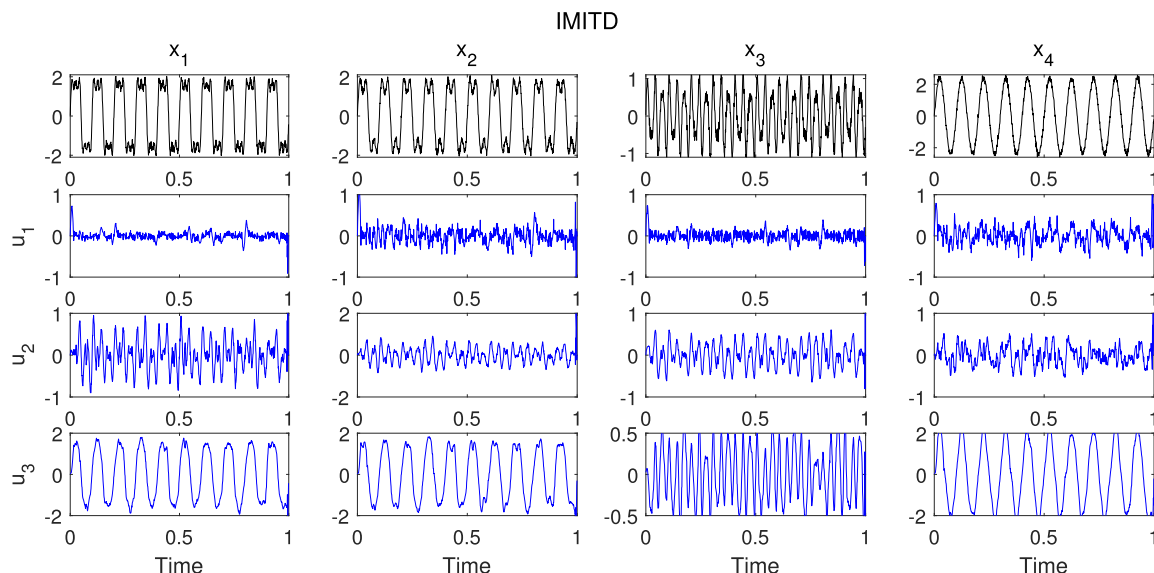 IMITD
x1 x2 x3 x4
2 2 1 2
0 0 0 0
-2 -2 -1 -2
0 0.5 1 0 0.5 1 0 0.5 1 0 0.5 1
1 1 1 1
u1 0 0 0 0
-1 -1 -1 -1
0 0.5 1 0 0.5 1 0 0.5 1 0 0.5 1
1 2 1 1
u2 0 0 0 0
-1 -2 -1 -1
0 0.5 1 0 0.5 1 0 0.5 1 0 0.5 1
2 2 0.5 2
u3 0 0 0 0
-2 -2 -0.5 -2
0 0.5 1 0 0.5 1 0 0.5 1 0 0.5 1
Time Time Time Time